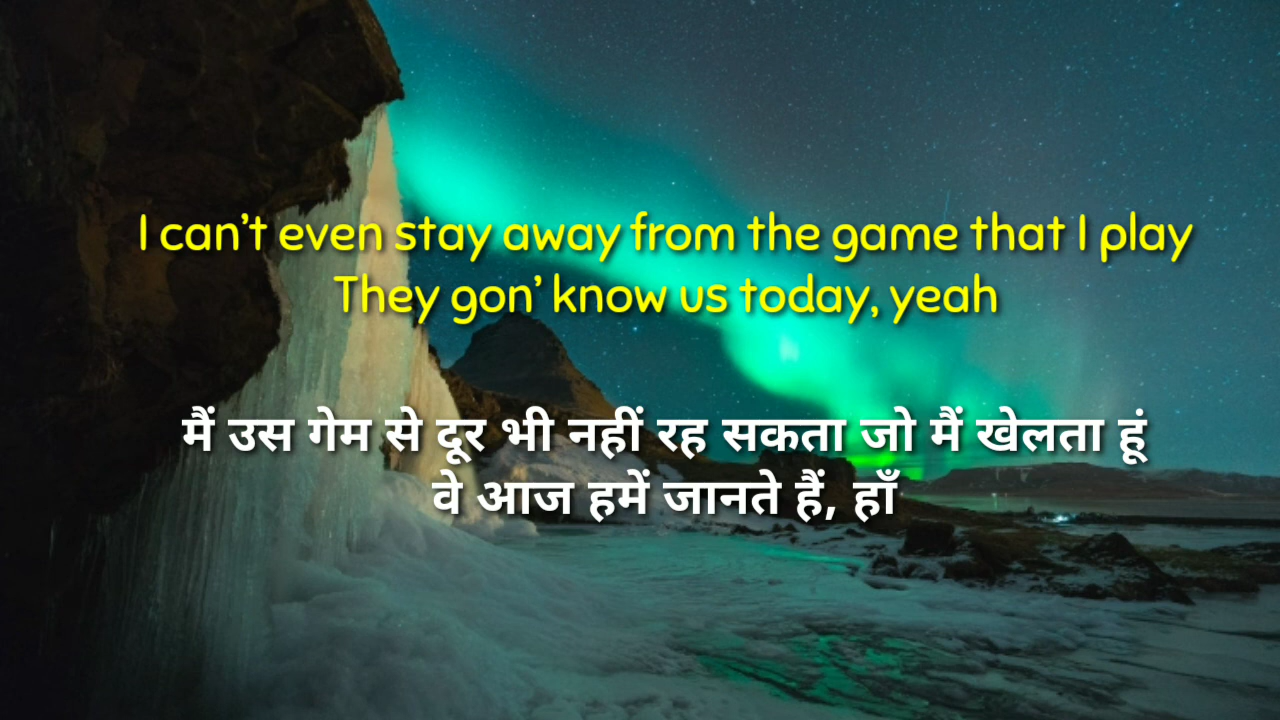 I can’t even stay away from the game that I play
They gon’ know us today, yeah
मैं उस गेम से दूर भी नहीं रह सकता जो मैं खेलता हूं
वे आज हमें जानते हैं, हाँ